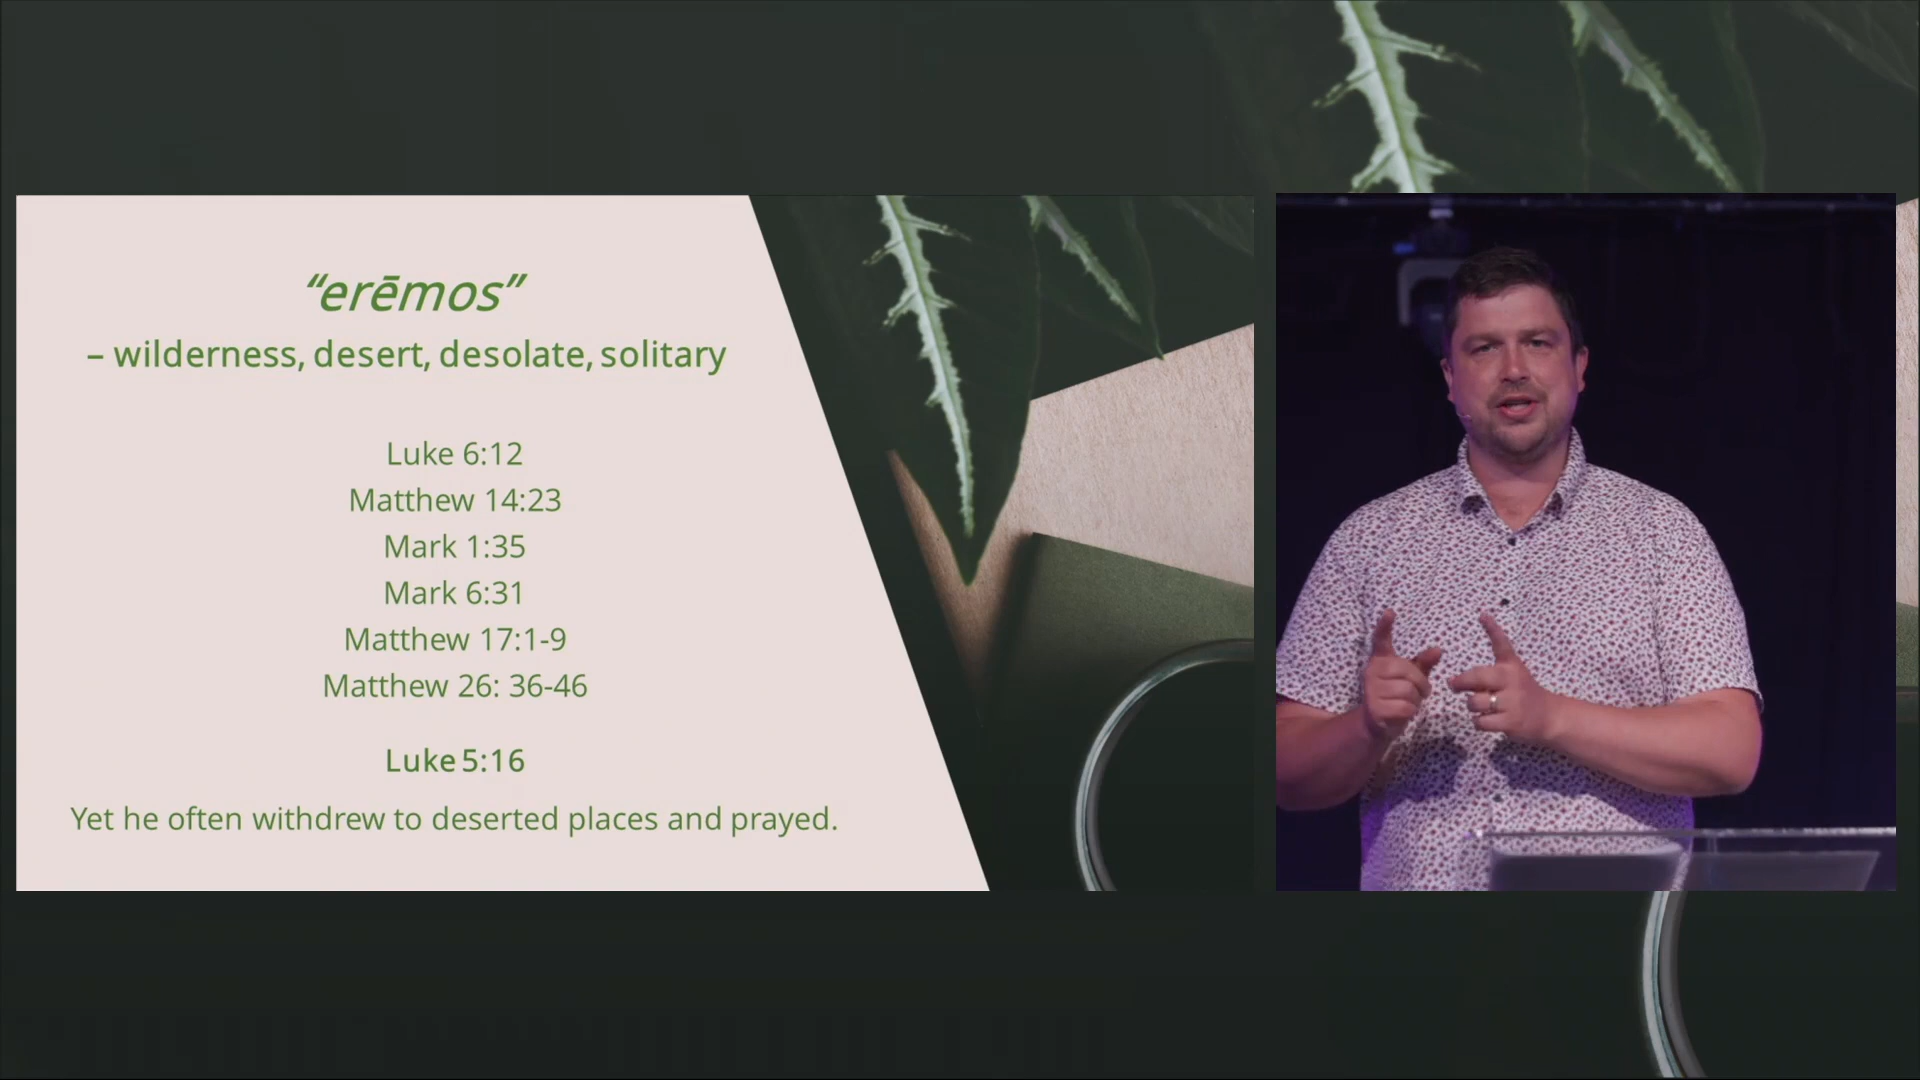 “erēmos”
– wilderness, desert, desolate, solitary
Luke 6:12
Matthew 14:23
Mark 1:35
Mark 6:31
Matthew 17:1-9
Matthew 26: 36-46
Luke 5:16
Yet he often withdrew to deserted places and prayed.